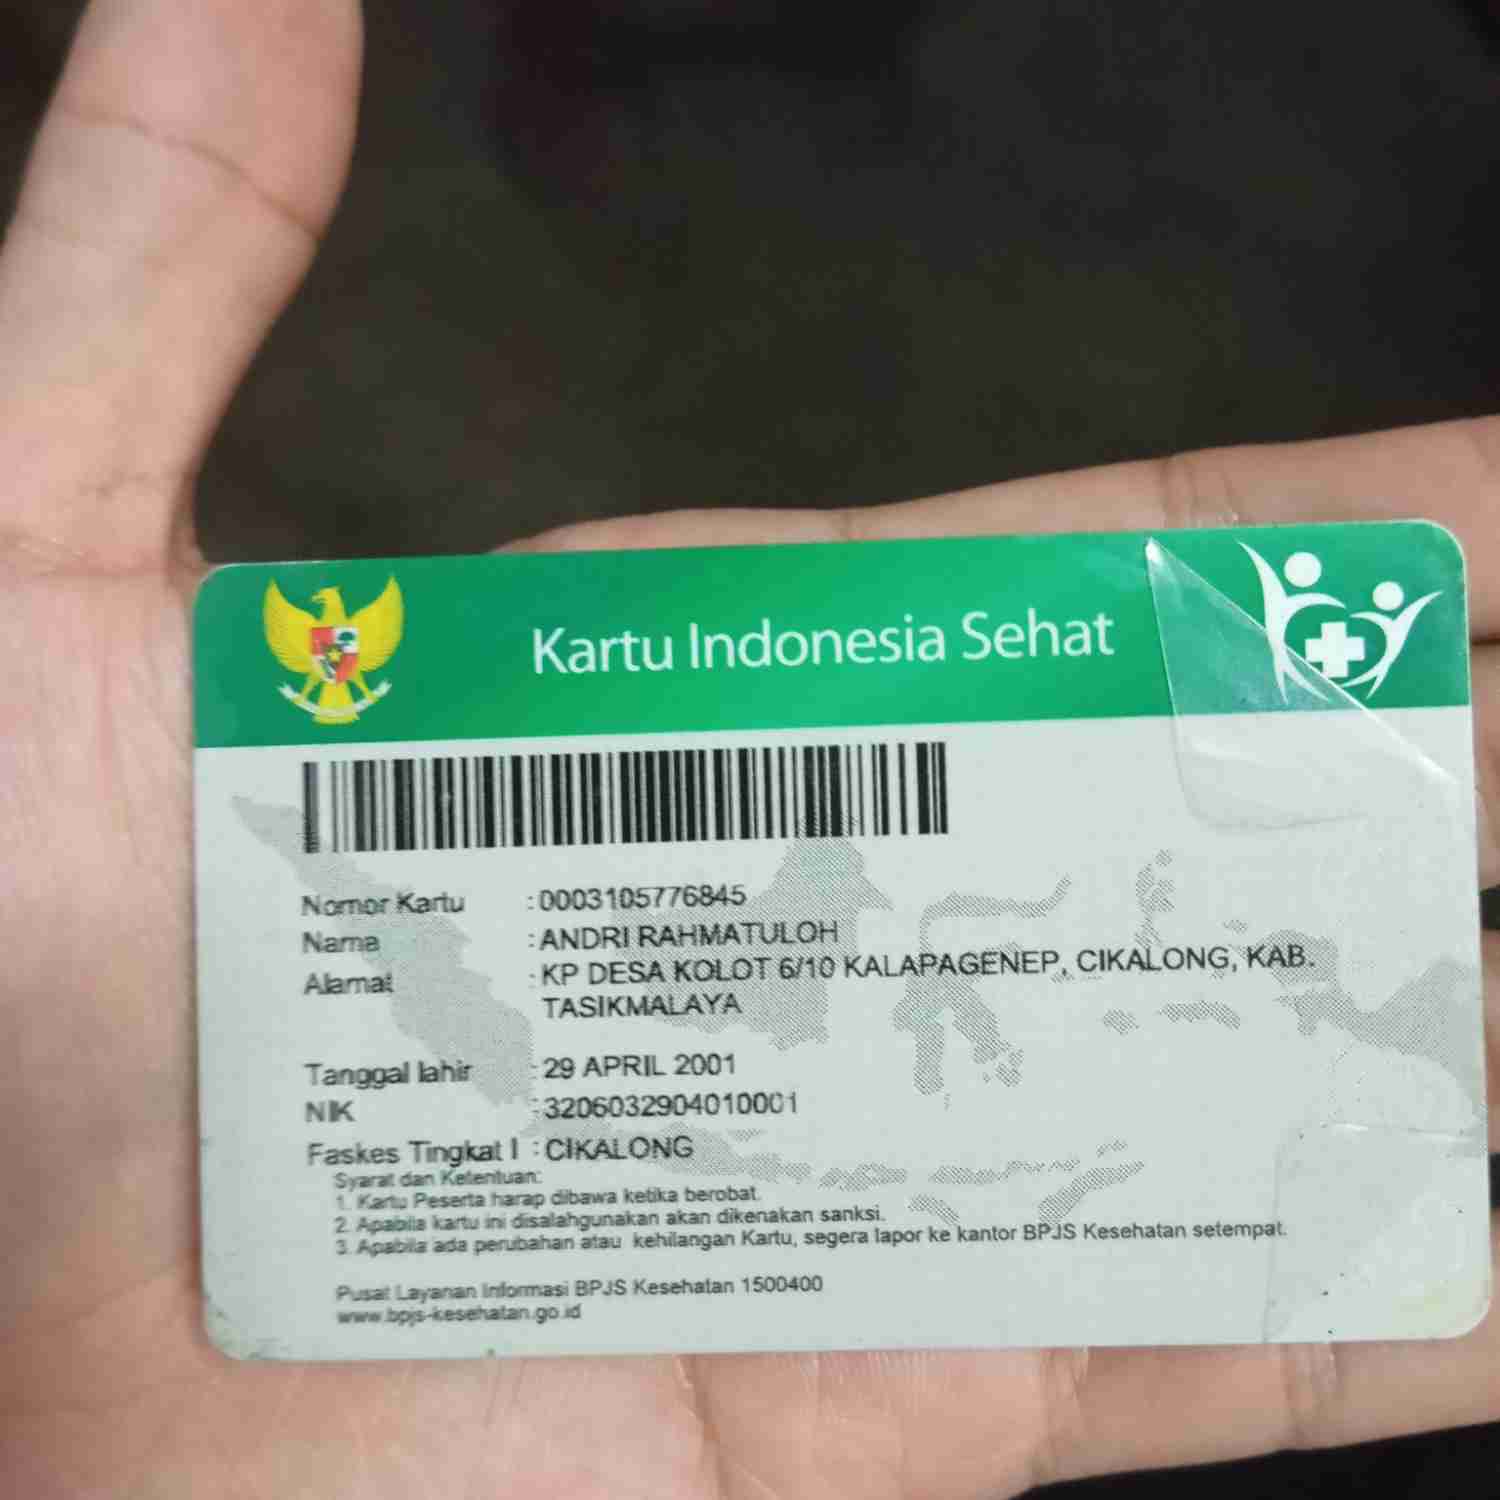 Kartu Indonesia Sehat
Nomor Kartu : 0003105776845
Nama : ANDRI RAHMATULOH
Alamat : KP DESA KOLOT 6/10 KALAPAGENEP, CIKALONG, KAB.
TASIKMALAYA
Tanggal lahir : 29 APRIL 2001
NIK : 3206032904010001
Faskes Tingkat I : CIKALONG
Syarat dan Ketentuan:
1. Kartu Peserta harap dibawa ketika berobat.
2. Apabila kartu ini disalahgunakan akan dikenakan sanksi.
3. Apabila ada perubahan atau kehilangan Kartu, segera lapor ke kantor BPJS Kesehatan setempat.
Pusat Layanan Informasi BPJS Kesehatan 1500400
www.bpjs-kesehatan.go.id